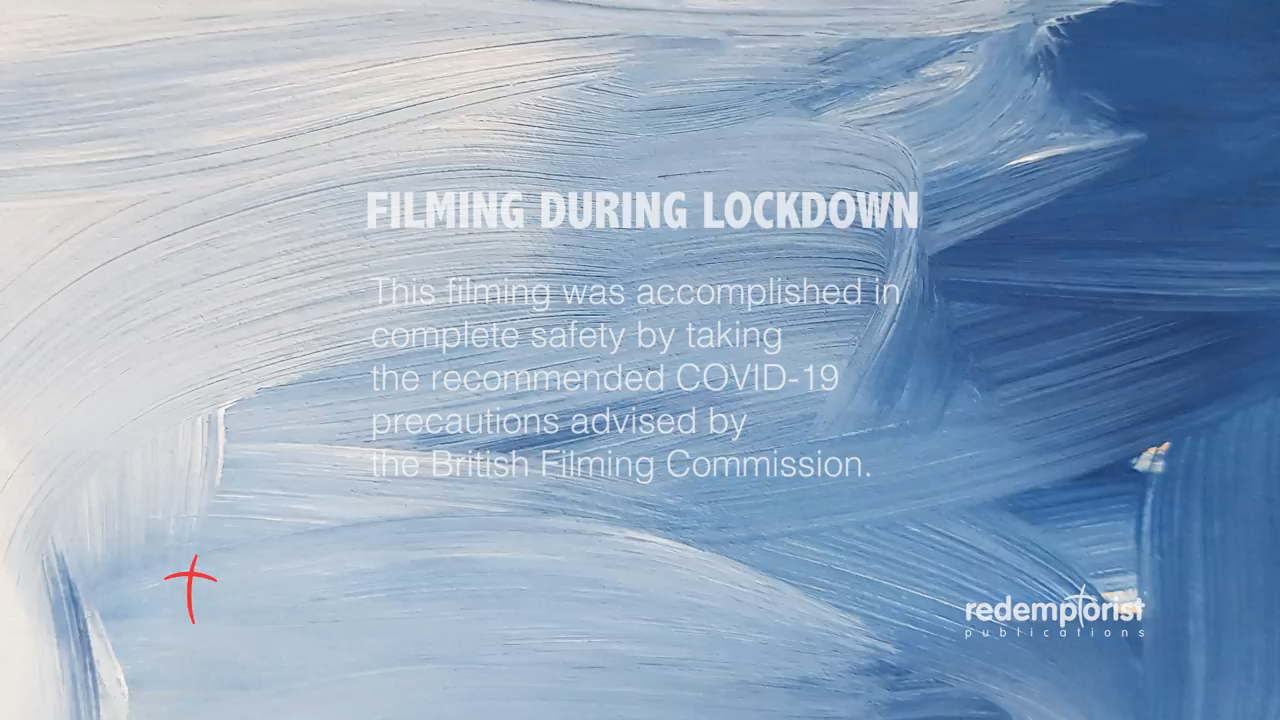 FILMING DURING LOCKDOWN
This filming was accomplished in
complete safety by taking
the recommended COVID-19
precautions advised by
the British Filming Commission.
redemptorist
publications